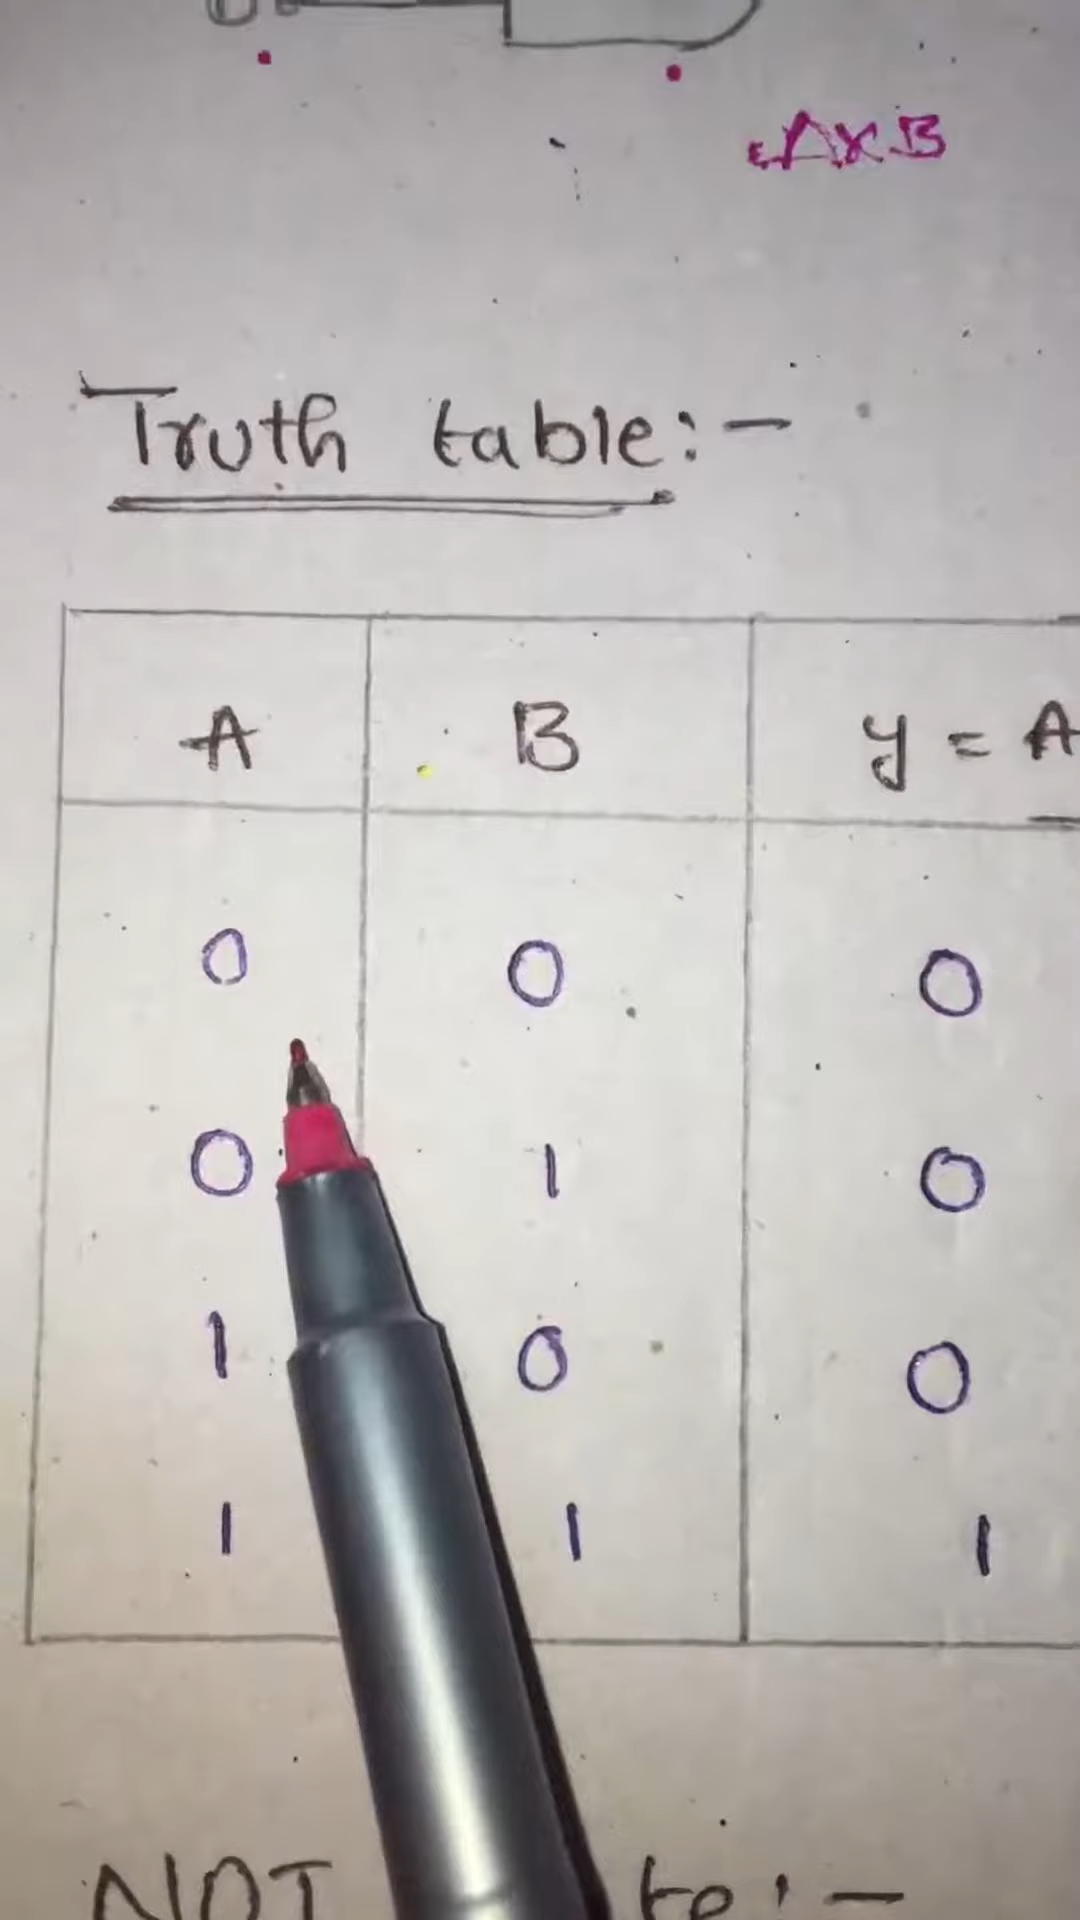 A×B
Truth table:-
A B y = A
0 0 0
0 1 0
1 0 0
1 1 1
NOT